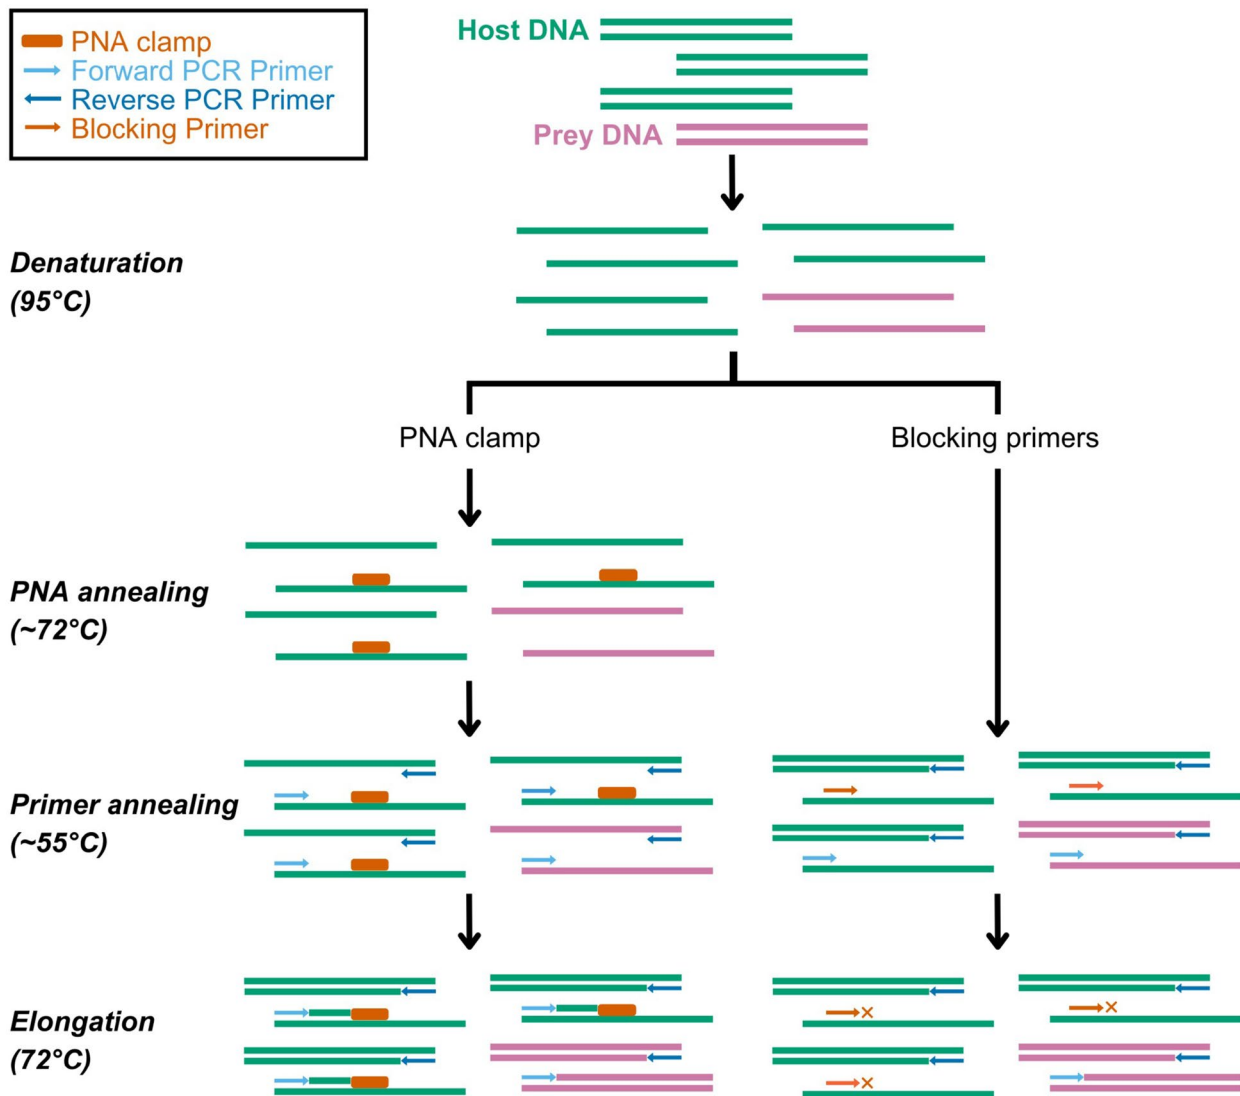 PNA clamp
Forward PCR Primer
Reverse PCR Primer
Blocking Primer
Host DNA
Prey DNA
Denaturation
(95°C)
PNA clamp
Blocking primers
PNA annealing
(~72°C)
Primer annealing
(~55°C)
Elongation
(72°C)